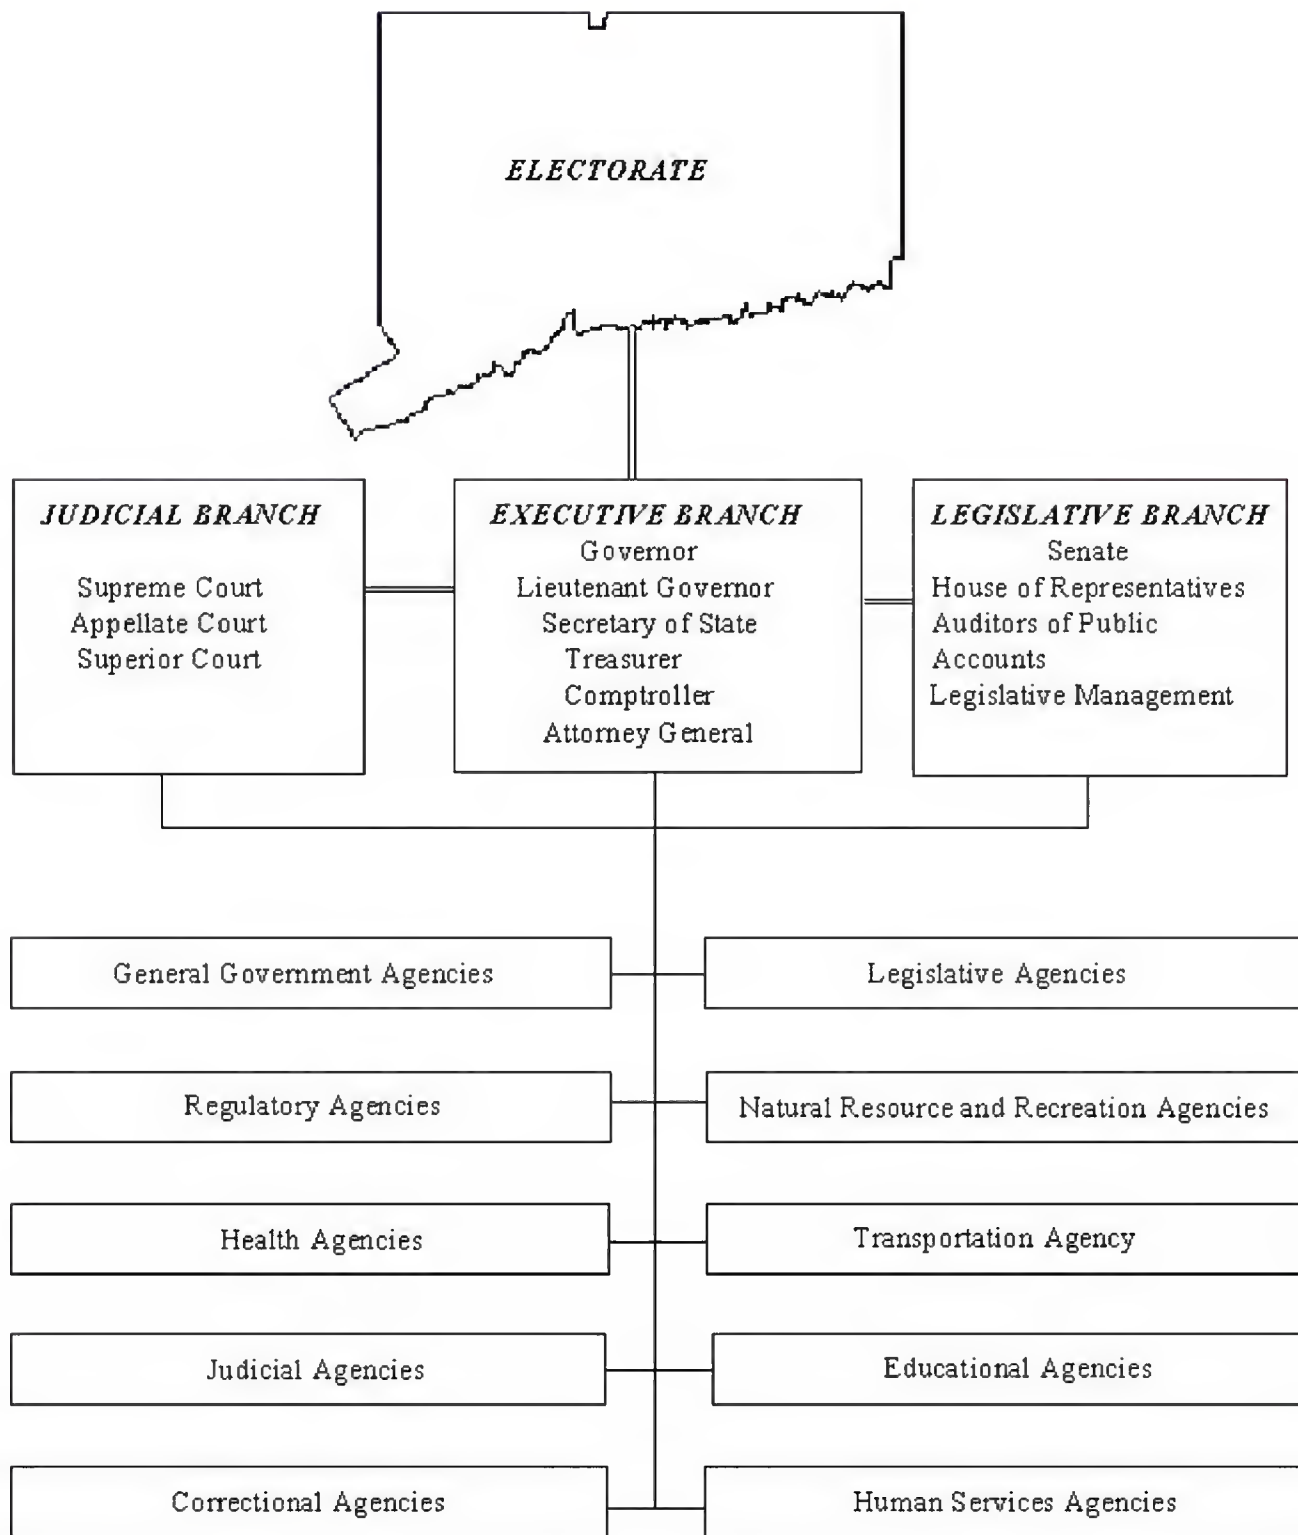 ELECTORATE
JUDICIAL BRANCH
Supreme Court
Appellate Court
Superior Court
EXECUTIVE BRANCH
Governor
Lieutenant Governor
Secretary of State
Treasurer
Comptroller
Attorney General
LEGISLATIVE BRANCH
Senate
House of Representatives
Auditors of Public
Accounts
Legislative Management
General Government Agencies
Legislative Agencies
Regulatory Agencies
Natural Resource and Recreation Agencies
Health Agencies
Transportation Agency
Judicial Agencies
Educational Agencies
Correctional Agencies
Human Services Agencies